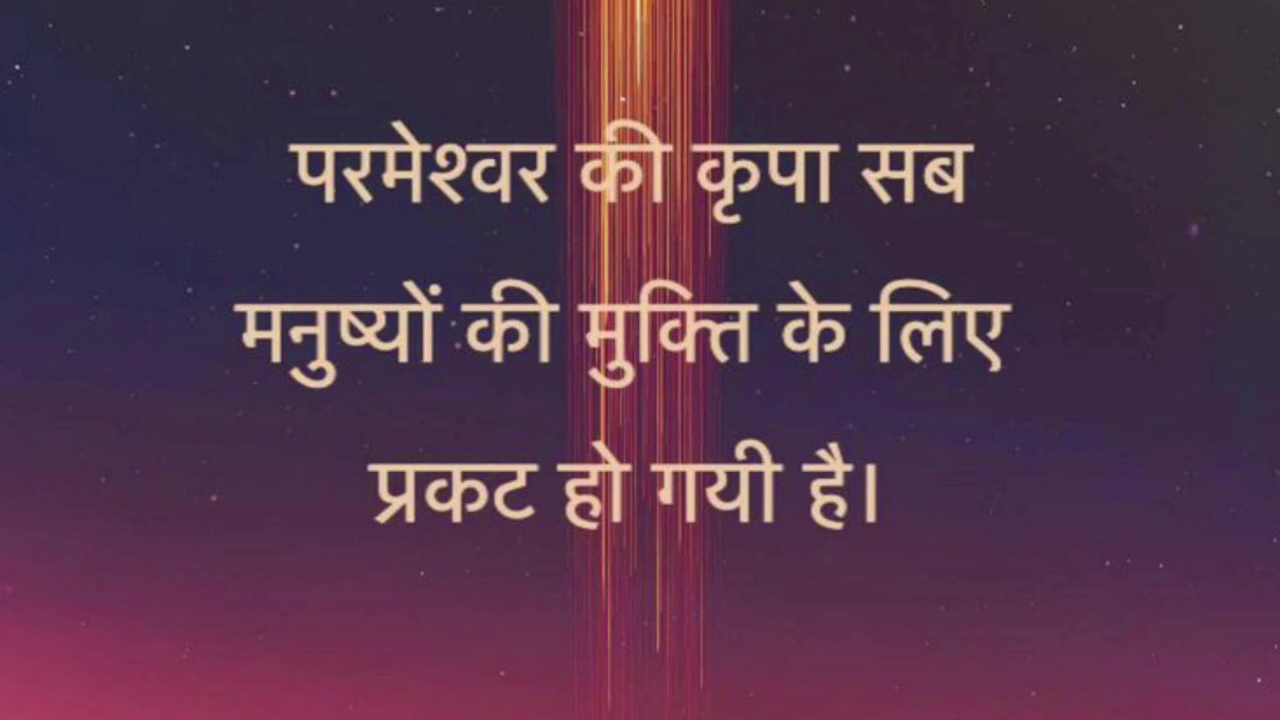 परमेश्वर की कृपा सब
मनुष्यों की मुक्ति के लिए
प्रकट हो गयी है।